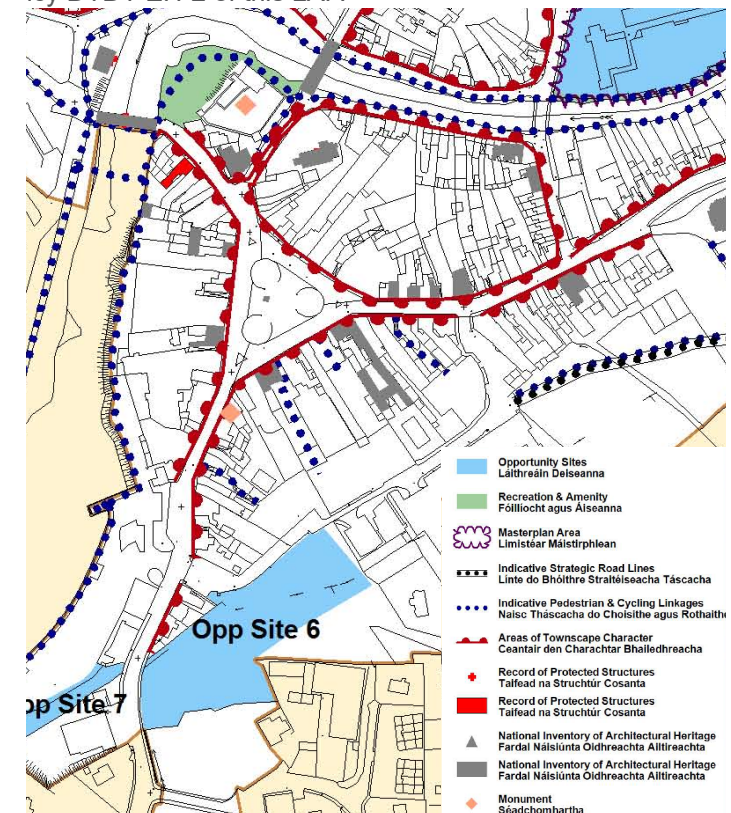 Opp Site 6
Site 7
Opportunity Sites
Láithreáin Deiseanna
Recreation & Amenity
Fóillíocht agus Áiseanna
Masterplan Area
Limistéar Máistirphlean
Indicative Strategic Road Lines
Línte do Bhóithre Straitéiseacha Táscacha
Indicative Pedestrian & Cycling Linkages
Naisc Tháscacha do Choisithe agus
Areas of Townscape Character
Ceantair den Charachtar Bhailedhreacha
Record of Protected Structures
Taifead na Struchtúr Cosanta
Record of Protected Structures
Taifead na Struchtúr Cosanta
National Inventory of Architectural Heritage
Fardal Náisiúnta Oidhreachta Ailtireachta
National Inventory of Architectural Heritage
Fardal Náisiúnta Oidhreachta Ailtireachta
Monument
Séadchombartha